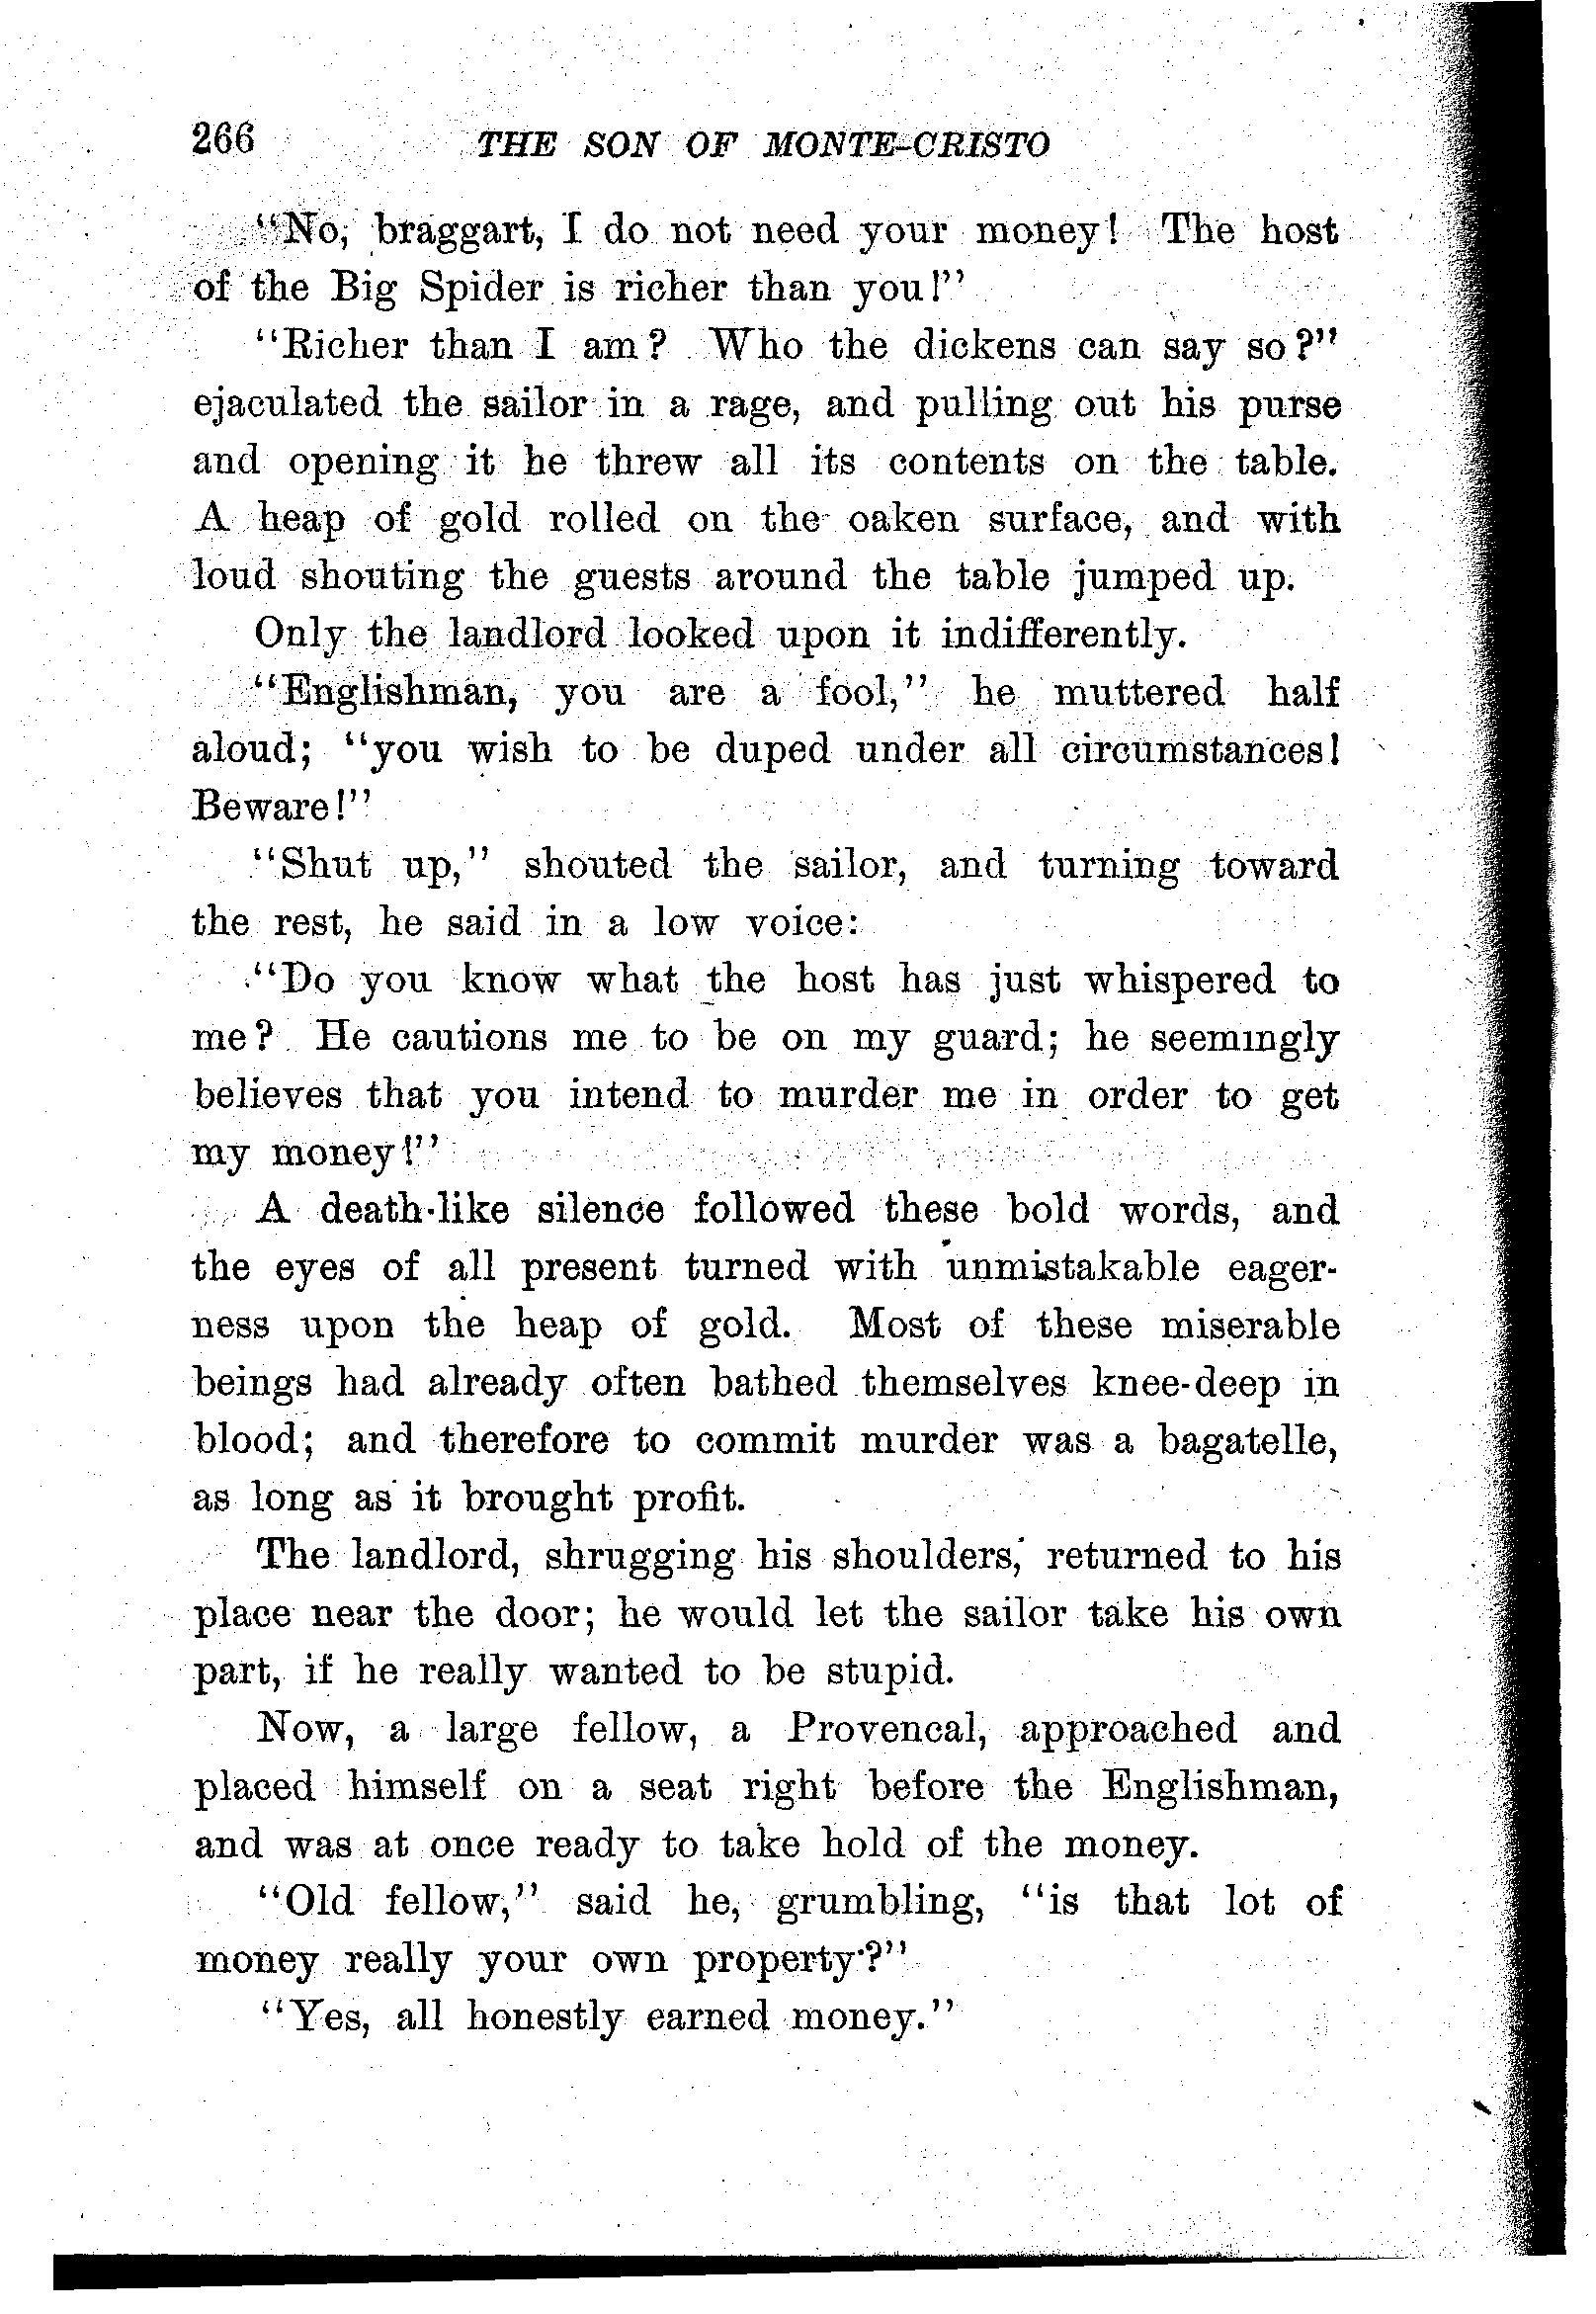 266 THE SON OF MONTE-CRISTO
"No, braggart, I do not need your money! The host
of the Big Spider is richer than you!"
"Richer than I am? Who the dickens can say so?"
ejaculated the sailor in a rage, and pulling out his purse
and opening it he threw all its contents on the table.
A heap of gold rolled on the oaken surface, and with
loud shouting the guests around the table jumped up.
Only the landlord looked upon it indifferently.
"Englishman, you are a fool," he muttered half
aloud; "you wish to be duped under all circumstances!
Beware!"
"Shut up," shouted the sailor, and turning toward
the rest, he said in a low voice:
"Do you know what the host has just whispered to
me? He cautions me to be on my guard; he seemingly
believes that you intend to murder me in order to get
my money!"
A death-like silence followed these bold words, and
the eyes of all present turned with unmistakable eager-
ness upon the heap of gold. Most of these miserable
beings had already often bathed themselves knee-deep in
blood; and therefore to commit murder was a bagatelle,
as long as it brought profit.
The landlord, shrugging his shoulders, returned to his
place near the door; he would let the sailor take his own
part, if he really wanted to be stupid.
Now, a large fellow, a Provencal, approached and
placed himself on a seat right before the Englishman,
and was at once ready to take hold of the money.
"Old fellow," said he, grumbling, "is that lot of
money really your own property?"
"Yes, all honestly earned money."